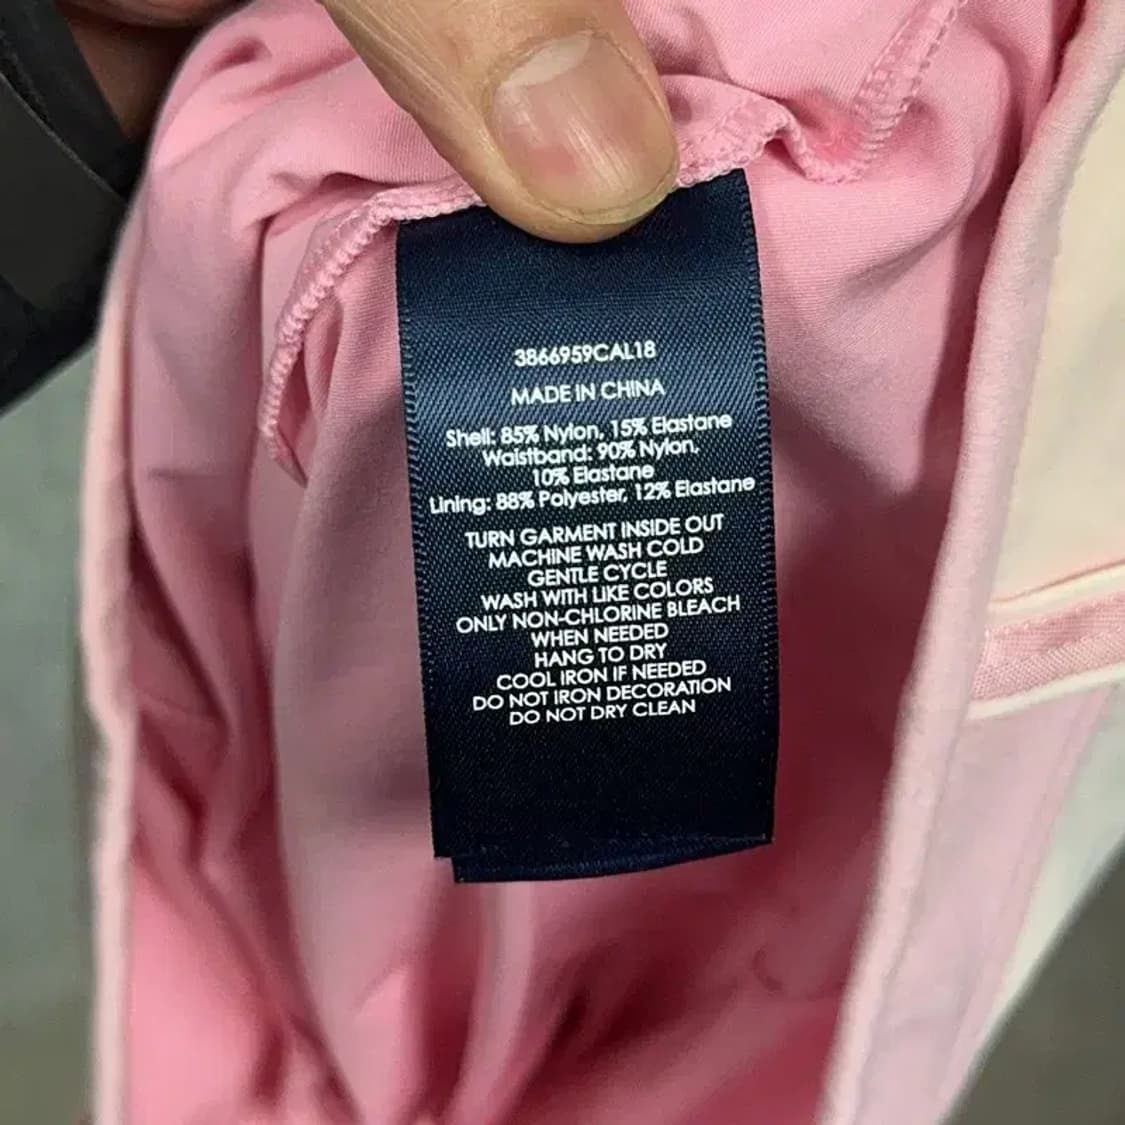 3866959CAL18
MADE IN CHINA
Shell: 85% Nylon, 15% Elastane
Waistband: 90% Nylon,
10% Elastane
Lining: 88% Polyester, 12% Elastane
TURN GARMENT INSIDE OUT
MACHINE WASH COLD
GENTLE CYCLE
WASH WITH LIKE COLORS
ONLY NON-CHLORINE BLEACH
WHEN NEEDED
HANG TO DRY
COOL IRON IF NEEDED
DO NOT IRON DECORATION
DO NOT DRY CLEAN